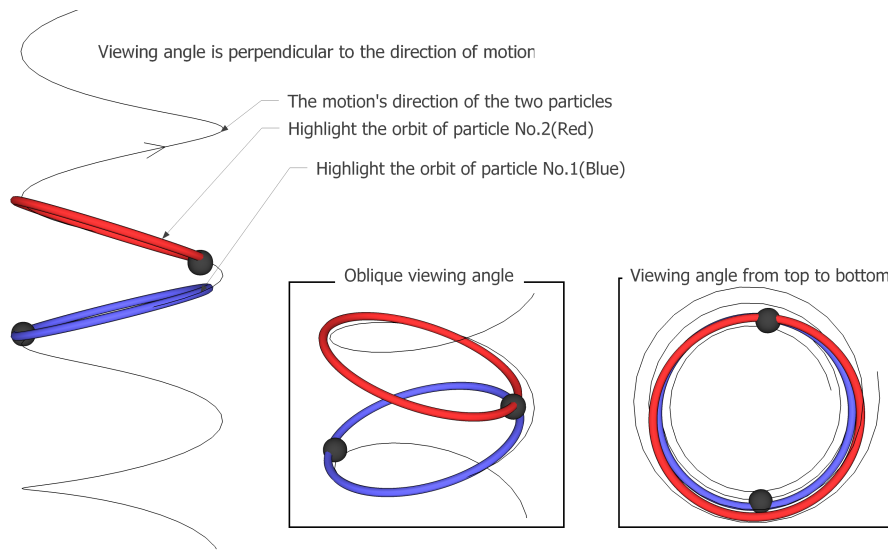 Viewing angle is perpendicular to the direction of motion
The motion's direction of the two particles
Highlight the orbit of particle No.2(Red)
Highlight the orbit of particle No.1(Blue)
Oblique viewing angle
Viewing angle from top to bottom